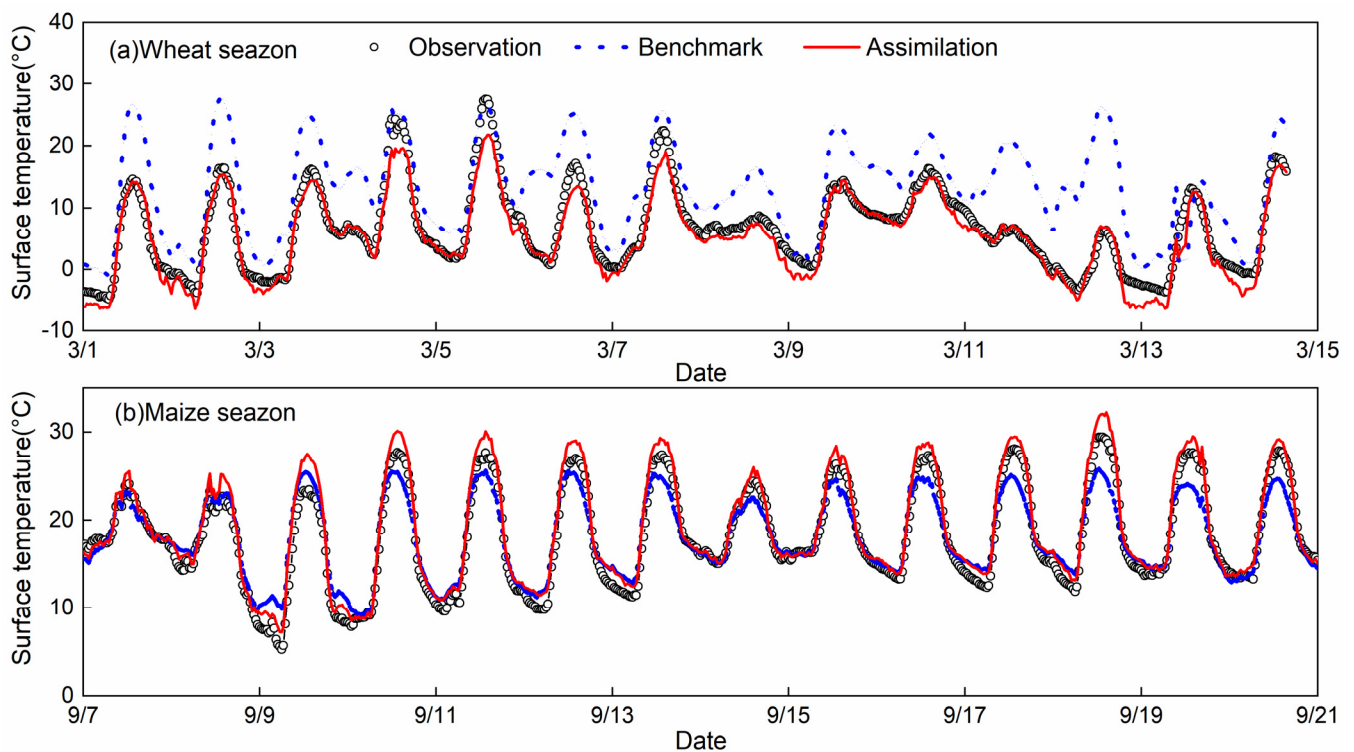 (a)Wheat seazon Observation Benchmark Assimilation
Surface temperature(°C)
40
30
20
10
0
-10
3/1 3/3 3/5 3/7 3/9 3/11 3/13 3/15
Date
(b)Maize seazon
Surface temperature(°C)
30
20
10
0
9/7 9/9 9/11 9/13 9/15 9/17 9/19 9/21
Date